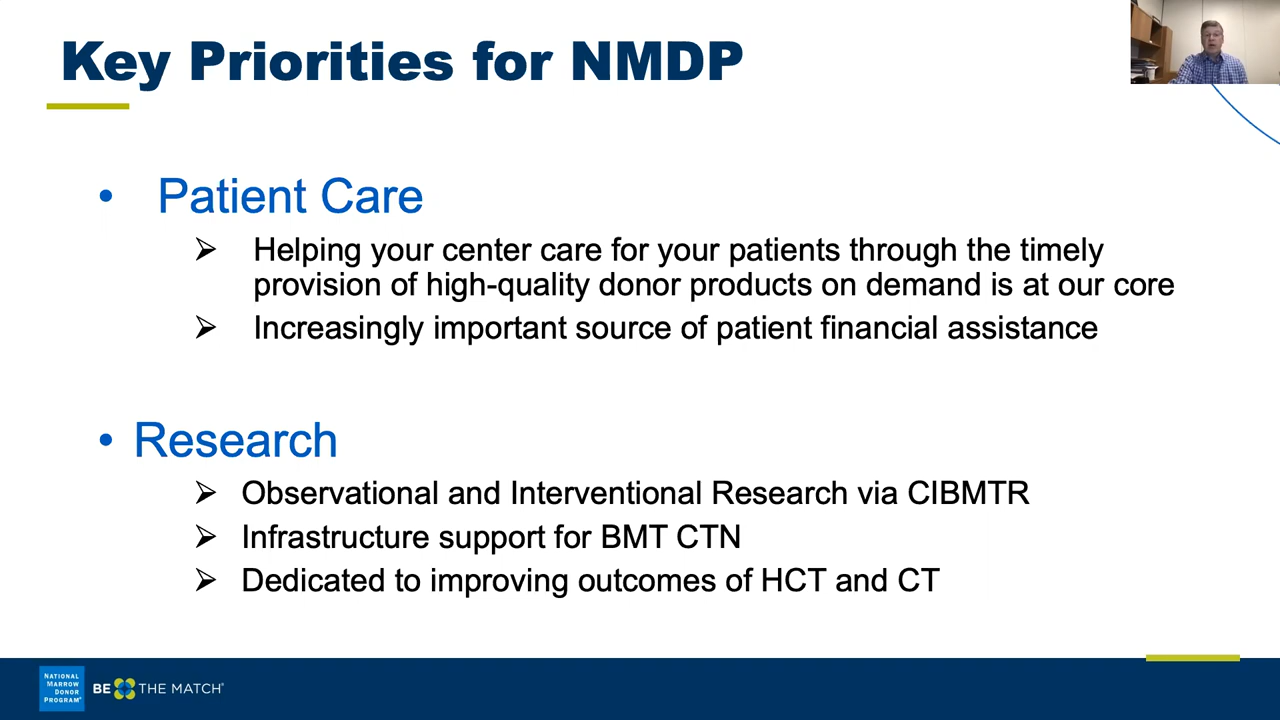 Key Priorities for NMDP
• Patient Care
➢ Helping your center care for your patients through the timely
provision of high-quality donor products on demand is at our core
➢ Increasingly important source of patient financial assistance
• Research
➢ Observational and Interventional Research via CIBMTR
➢ Infrastructure support for BMT CTN
➢ Dedicated to improving outcomes of HCT and CT
NATIONAL
MARROW
DONOR
PROGRAM®
BE THE MATCH®